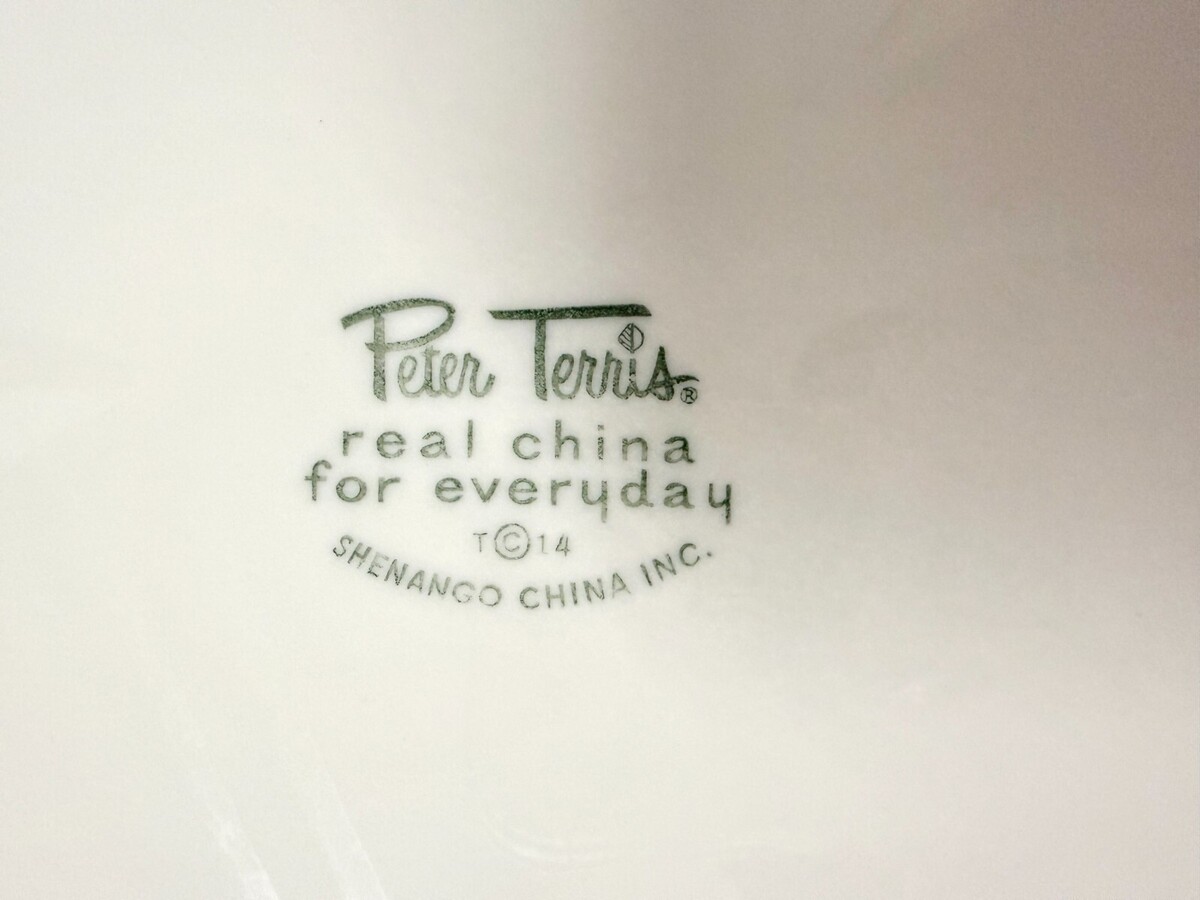 Peter Terris®
real china
for everyday
T©14
SHENANGO CHINA INC.